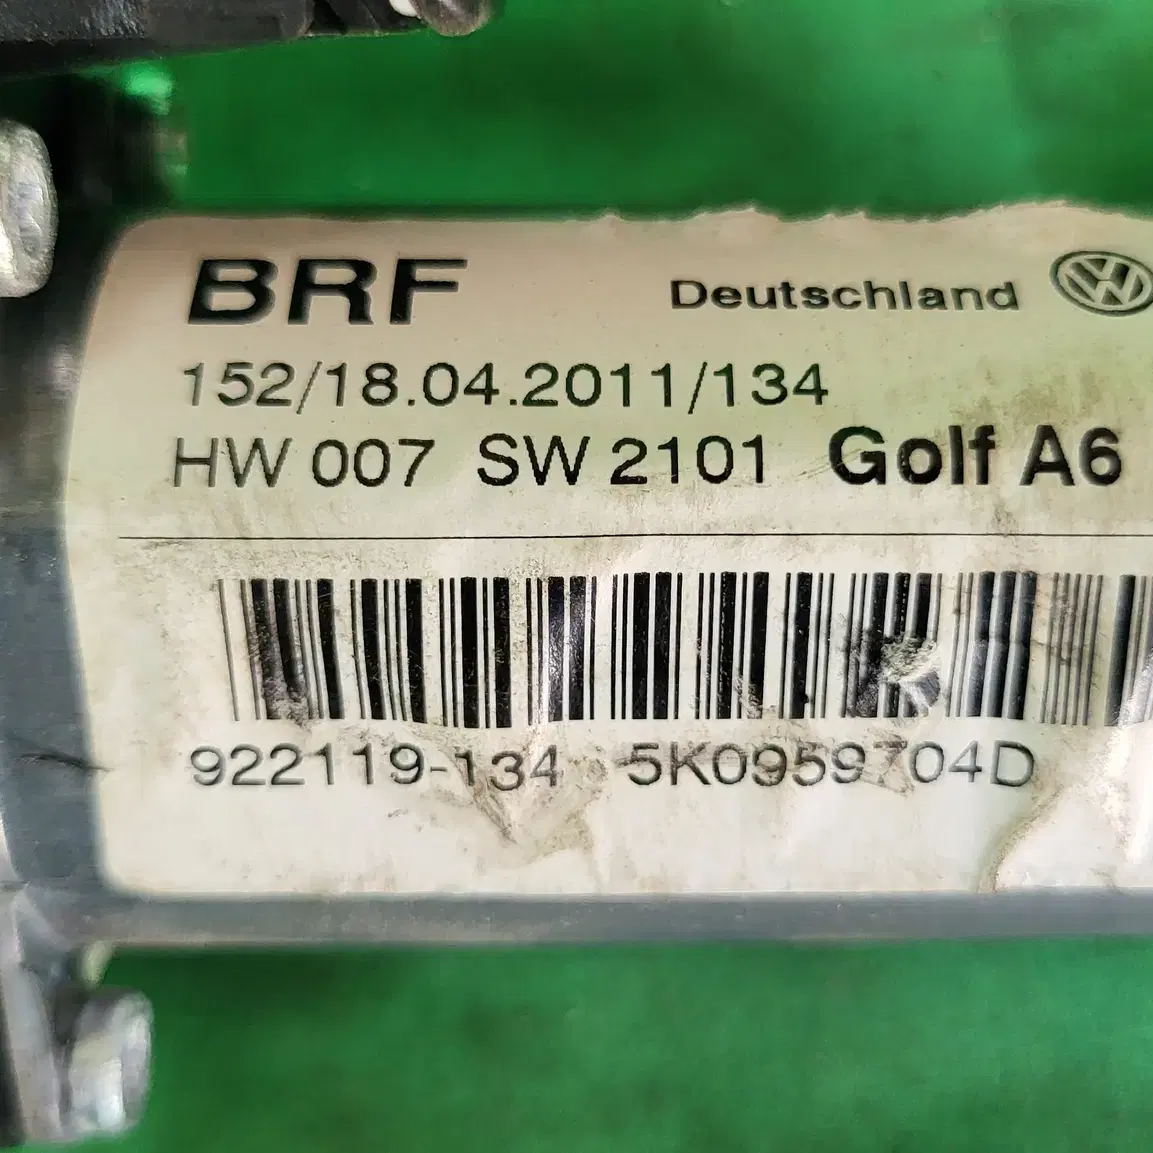 BRF Deutschland
152/18.04.2011/134
HW 007 SW 2101 Golf A6
922119-134 5K0959704D